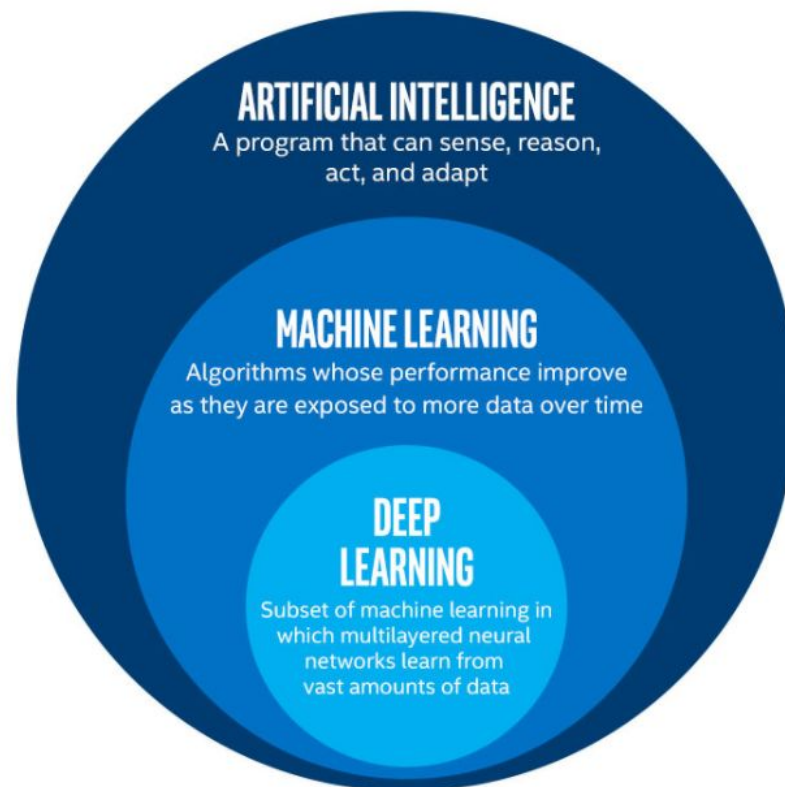 ARTIFICIAL INTELLIGENCE
A program that can sense, reason,
act, and adapt
MACHINE LEARNING
Algorithms whose performance improve
as they are exposed to more data over time
DEEP
LEARNING
Subset of machine learning in
which multilayered neural
networks learn from
vast amounts of data